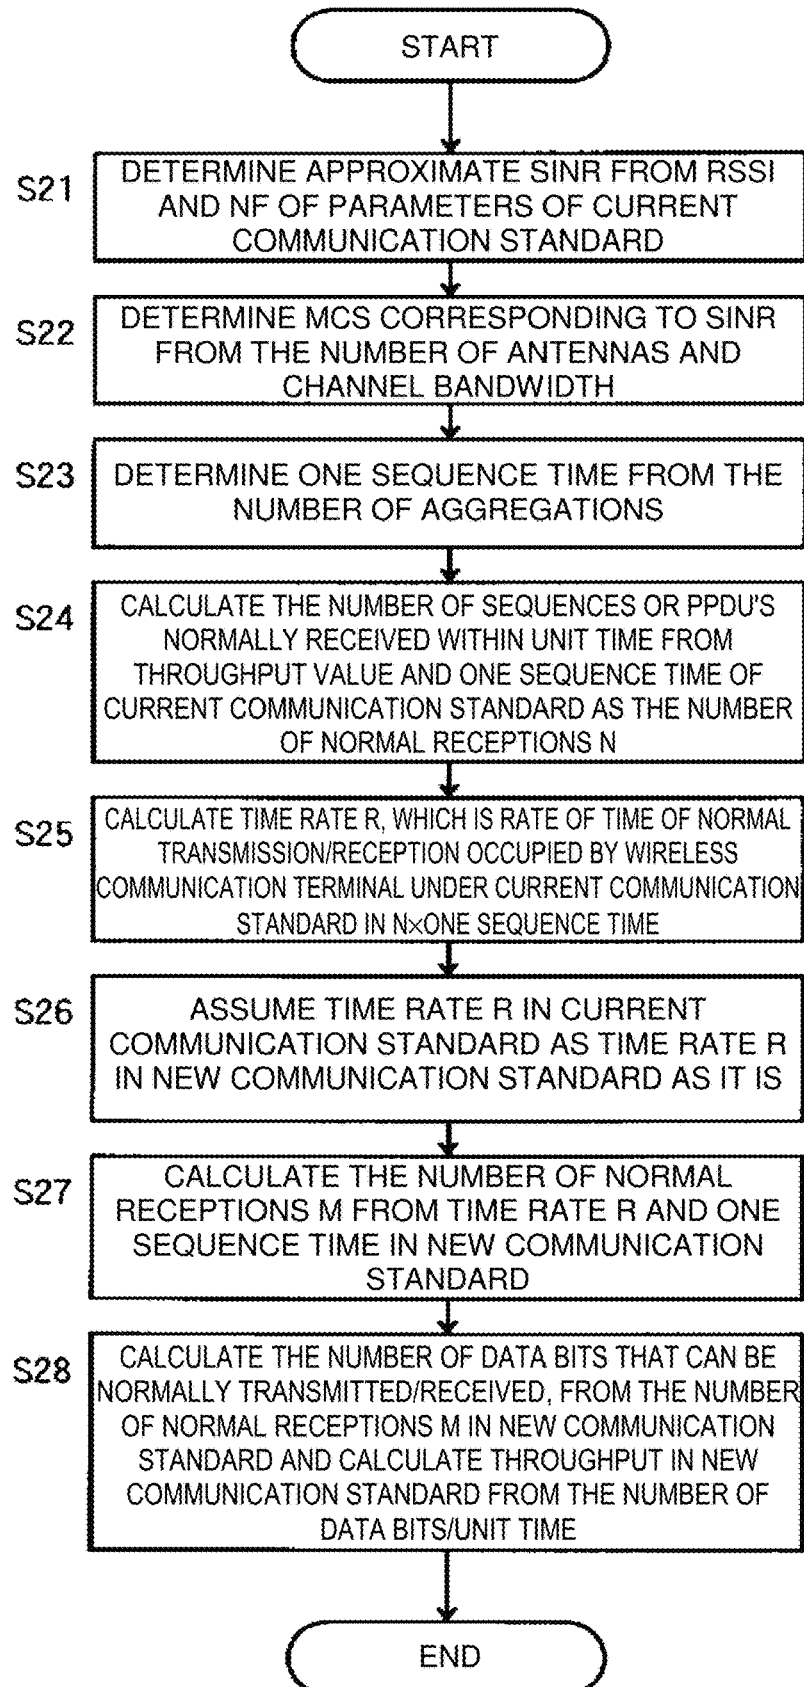 START
S21
DETERMINE APPROXIMATE SINR FROM RSSI
AND NF OF PARAMETERS OF CURRENT
COMMUNICATION STANDARD
S22
DETERMINE MCS CORRESPONDING TO SINR
FROM THE NUMBER OF ANTENNAS AND
CHANNEL BANDWIDTH
S23
DETERMINE ONE SEQUENCE TIME FROM THE
NUMBER OF AGGREGATIONS
S24
CALCULATE THE NUMBER OF SEQUENCES OR PPDU'S
NORMALLY RECEIVED WITHIN UNIT TIME FROM
THROUGHPUT VALUE AND ONE SEQUENCE TIME OF
CURRENT COMMUNICATION STANDARD AS THE NUMBER
OF NORMAL RECEPTIONS N
S25
CALCULATE TIME RATE R, WHICH IS RATE OF TIME OF NORMAL
TRANSMISSION/RECEPTION OCCUPIED BY WIRELESS
COMMUNICATION TERMINAL UNDER CURRENT COMMUNICATION
STANDARD IN N×ONE SEQUENCE TIME
S26
ASSUME TIME RATE R IN CURRENT
COMMUNICATION STANDARD AS TIME RATE R
IN NEW COMMUNICATION STANDARD AS IT IS
S27
CALCULATE THE NUMBER OF NORMAL
RECEPTIONS M FROM TIME RATE R AND ONE
SEQUENCE TIME IN NEW COMMUNICATION
STANDARD
S28
CALCULATE THE NUMBER OF DATA BITS THAT CAN BE
NORMALLY TRANSMITTED/RECEIVED, FROM THE NUMBER
OF NORMAL RECEPTIONS M IN NEW COMMUNICATION
STANDARD AND CALCULATE THROUGHPUT IN NEW
COMMUNICATION STANDARD FROM THE NUMBER OF
DATA BITS/UNIT TIME
END